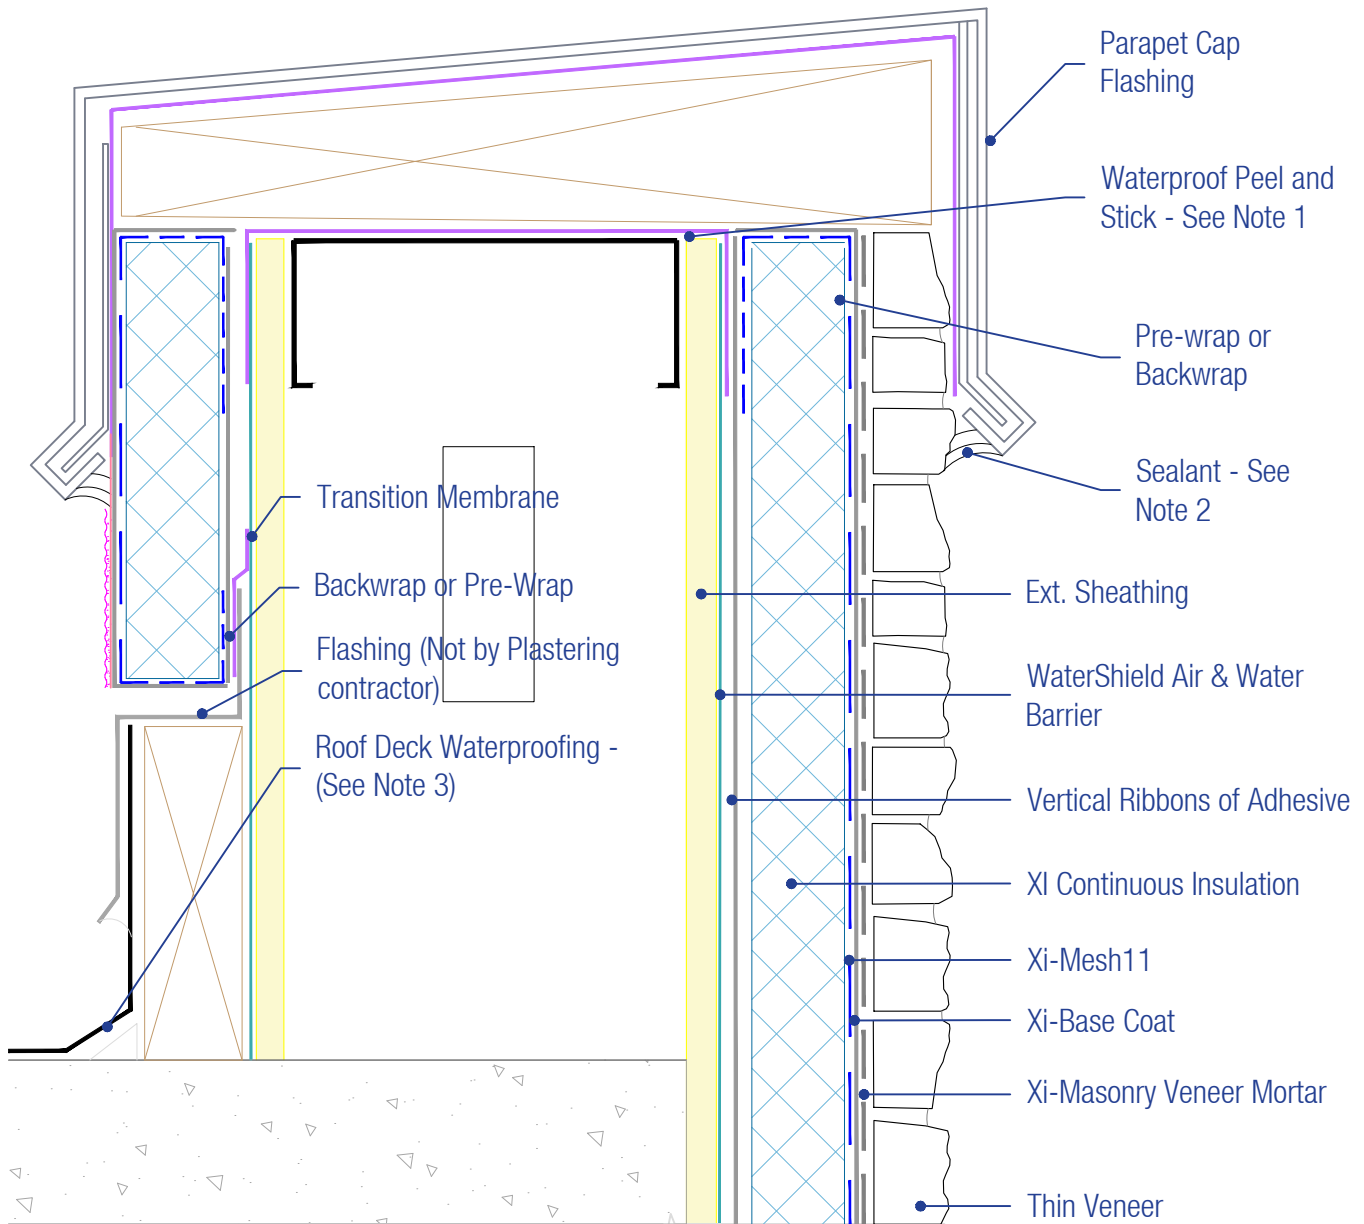 Parapet Cap
Flashing
Waterproof Peel and
Stick - See Note 1
Pre-wrap or
Backwrap
Sealant - See
Note 2
Transition Membrane
Backwrap or Pre-Wrap
Flashing (Not by Plastering
contractor)
Roof Deck Waterproofing -
(See Note 3)
Ext. Sheathing
WaterShield Air & Water
Barrier
Vertical Ribbons of Adhesive
XI Continuous Insulation
Xi-Mesh11
Xi-Base Coat
Xi-Masonry Veneer Mortar
Thin Veneer